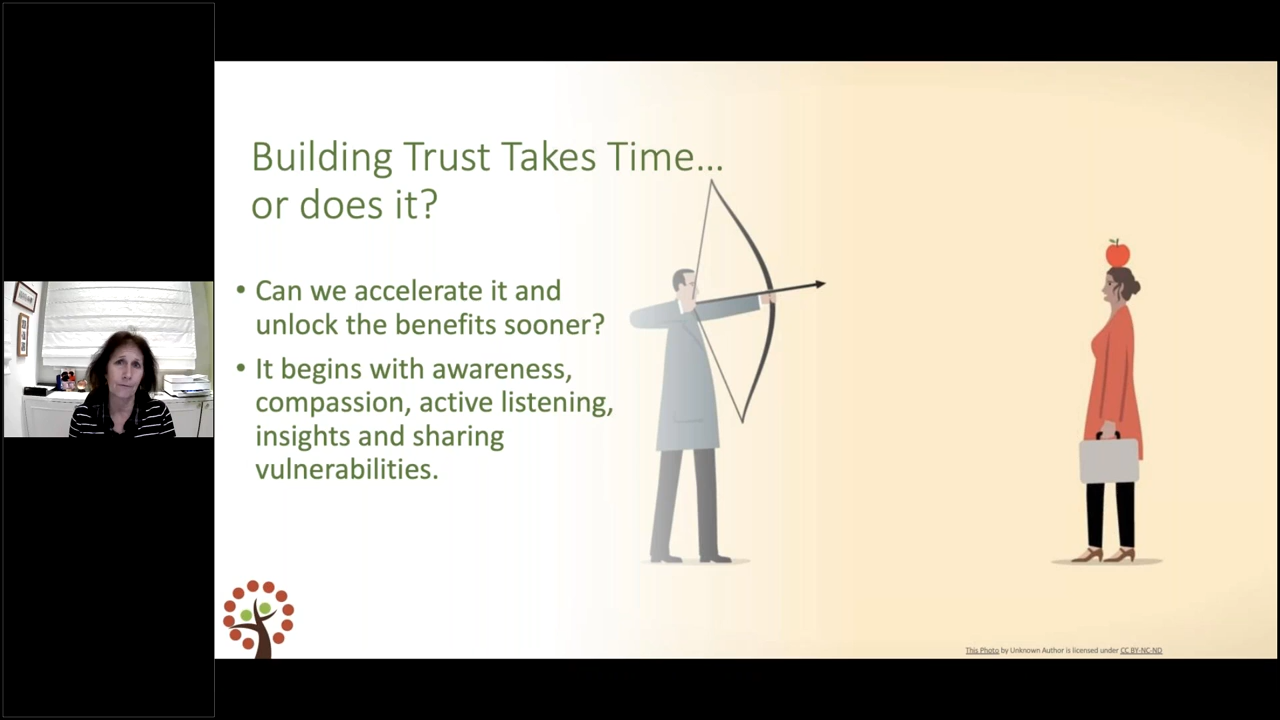 Building Trust Takes Time...
or does it?
• Can we accelerate it and
unlock the benefits sooner?
• It begins with awareness,
compassion, active listening,
insights and sharing
vulnerabilities.
This Photo by Unknown Author is licensed under CC BY-NC-ND